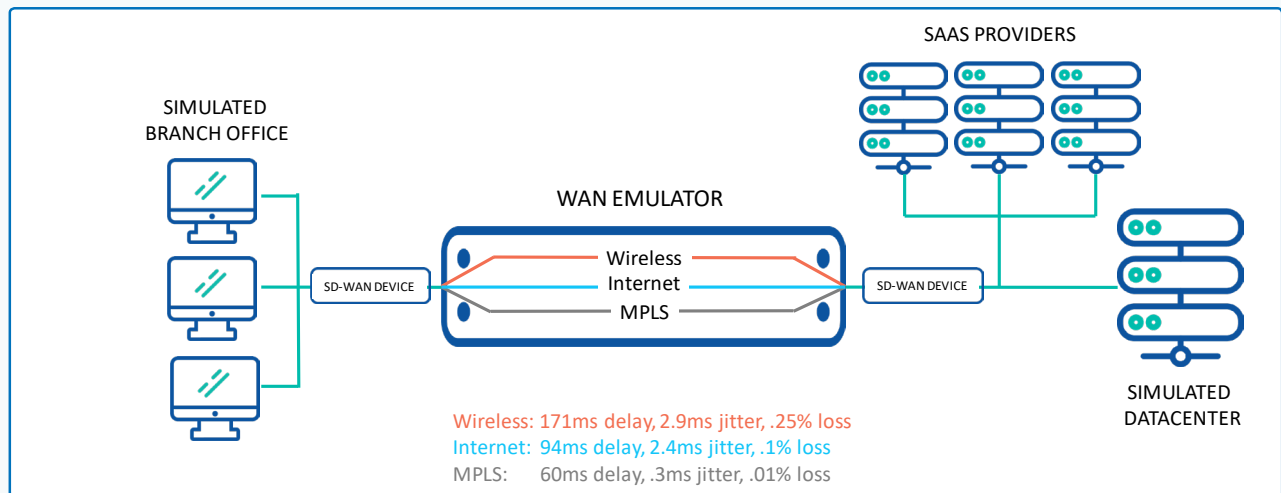 SAAS PROVIDERS
SIMULATED
BRANCH OFFICE
WAN EMULATOR
Wireless
Internet
MPLS
SD-WAN DEVICE
SD-WAN DEVICE
SIMULATED
DATACENTER
Wireless: 171ms delay, 2.9ms jitter, .25% loss
Internet: 94ms delay, 2.4ms jitter, .1% loss
MPLS: 60ms delay, .3ms jitter, .01% loss